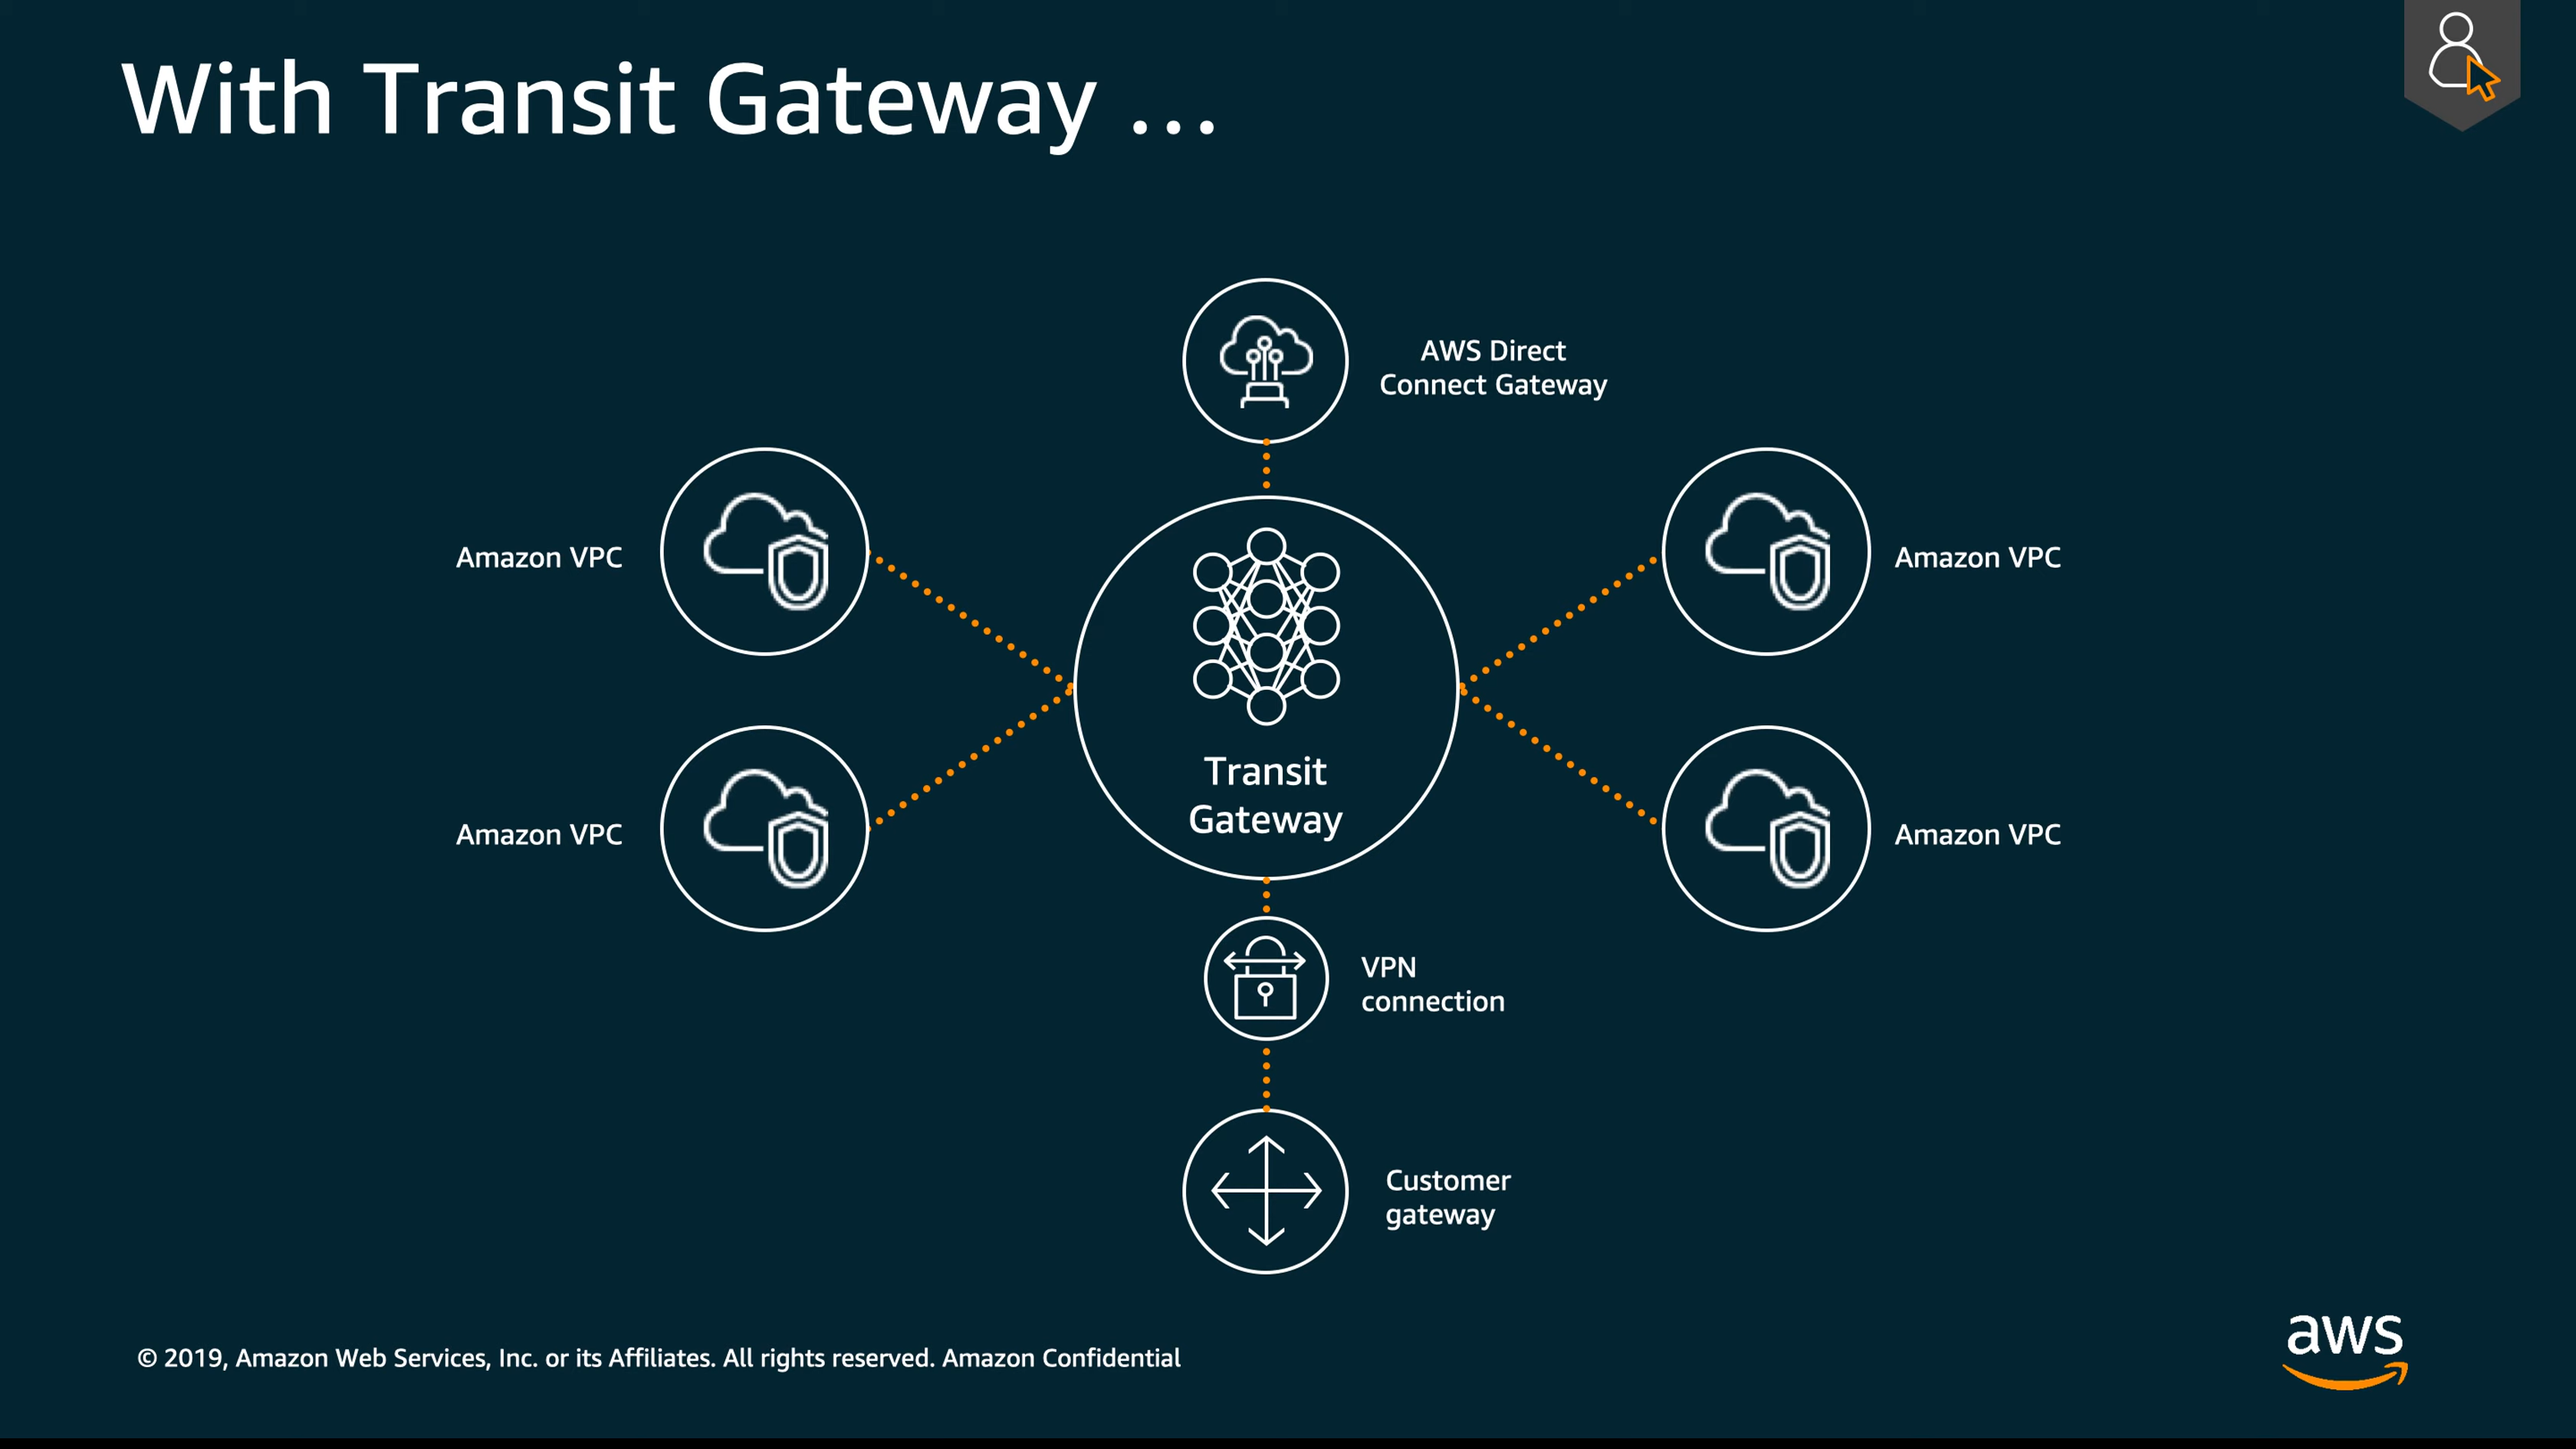 With Transit Gateway ...
AWS Direct
Connect Gateway
Amazon VPC
Amazon VPC
Transit
Gateway
Amazon VPC
Amazon VPC
VPN
connection
Customer
gateway
© 2019, Amazon Web Services, Inc. or its Affiliates. All rights reserved. Amazon Confidential
aws